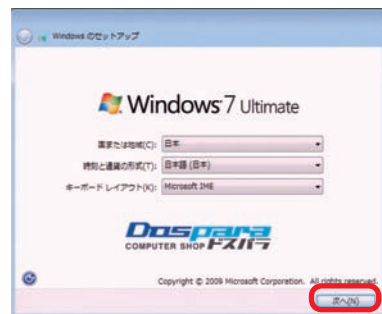 Windows のセットアップ
Windows 7 Ultimate
国または地域(C): 日本
時刻と通貨の形式(T): 日本語 (日本)
キーボード レイアウト(K): Microsoft IME
Dospara
COMPUTER SHOP ドスパラ
Copyright © 2009 Microsoft Corporation. All rights reserved.
次へ(N)